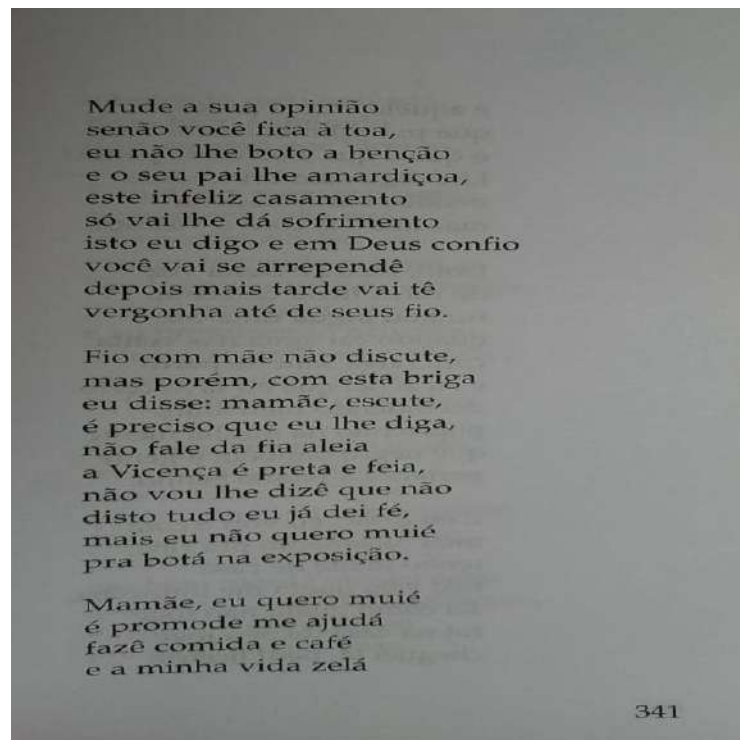 Mude a sua opinião
senão você fica à toa,
eu não lhe boto a benção
e o seu pai lhe amardiçoa,
este infeliz casamento
só vai lhe dá sofrimento
isto eu digo e em Deus confio
você vai se arrependê
depois mais tarde vai tê
vergonha até de seus fio.
Fio com mãe não discute,
mas porém, com esta briga
eu disse: mamãe, escute,
é preciso que eu lhe diga,
não fale da fia aleia
a Vicença é preta e feia,
não vou lhe dizê que não
disto tudo eu já dei fé,
mais eu não quero muié
pra botá na exposição.
Mamãe, eu quero muié
é promode me ajudá
fazê comida e café
e a minha vida zelá
341